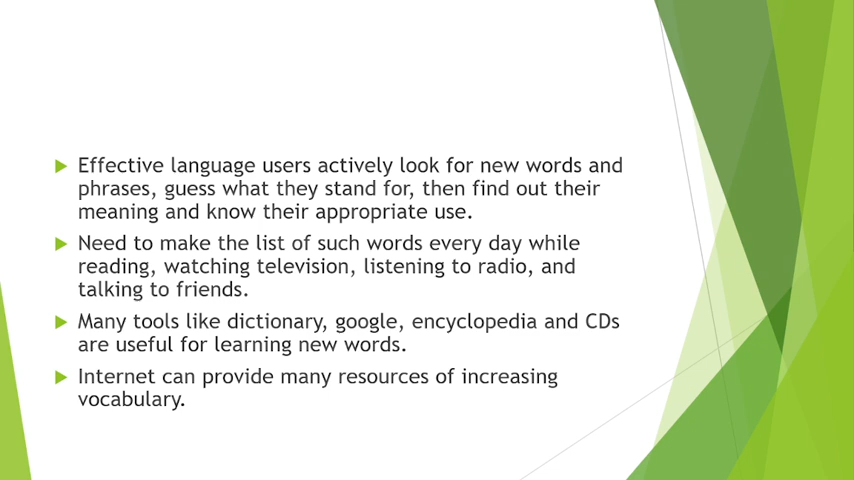 Effective language users actively look for new words and
phrases, guess what they stand for, then find out their
meaning and know their appropriate use.
Need to make the list of such words every day while
reading, watching television, listening to radio, and
talking to friends.
Many tools like dictionary, google, encyclopedia and CDs
are useful for learning new words.
Internet can provide many resources of increasing
vocabulary.